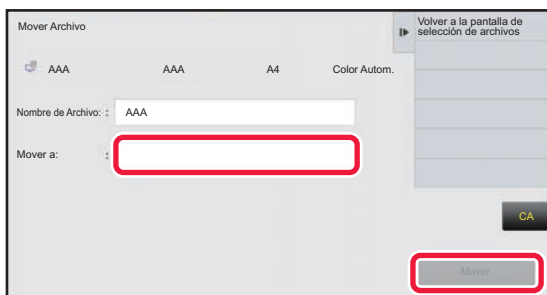 Mover Archivo
Volver a la pantalla de
selección de archivos
AAA AAA A4 Color Autom.
Nombre de Archivo: : AAA
Mover a: :
CA
Mover